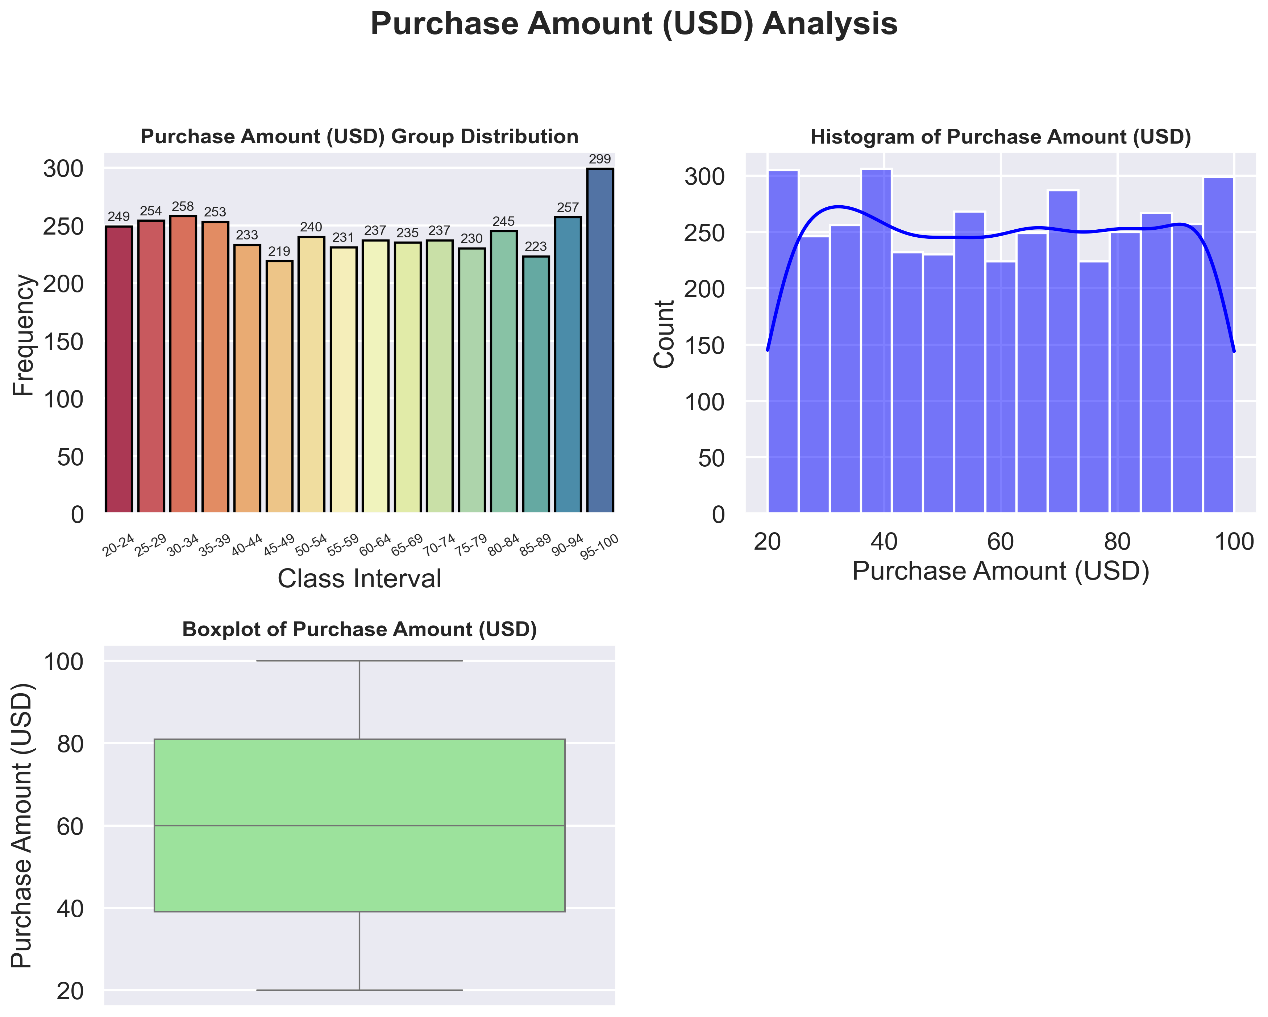 Purchase Amount (USD) Analysis
Purchase Amount (USD) Group Distribution
Frequency
300
250
200
150
100
50
0
249 254 258 253 233 219 240 231 237 235 237 230 245 223 257 299
20-24 25-29 30-34 35-39 40-44 45-49 50-54 55-59 60-64 65-69 70-74 75-79 80-84 85-89 90-94 95-100
Class Interval
Histogram of Purchase Amount (USD)
Count
300
250
200
150
100
50
0
20 40 60 80 100
Purchase Amount (USD)
Boxplot of Purchase Amount (USD)
Purchase Amount (USD)
100
80
60
40
20